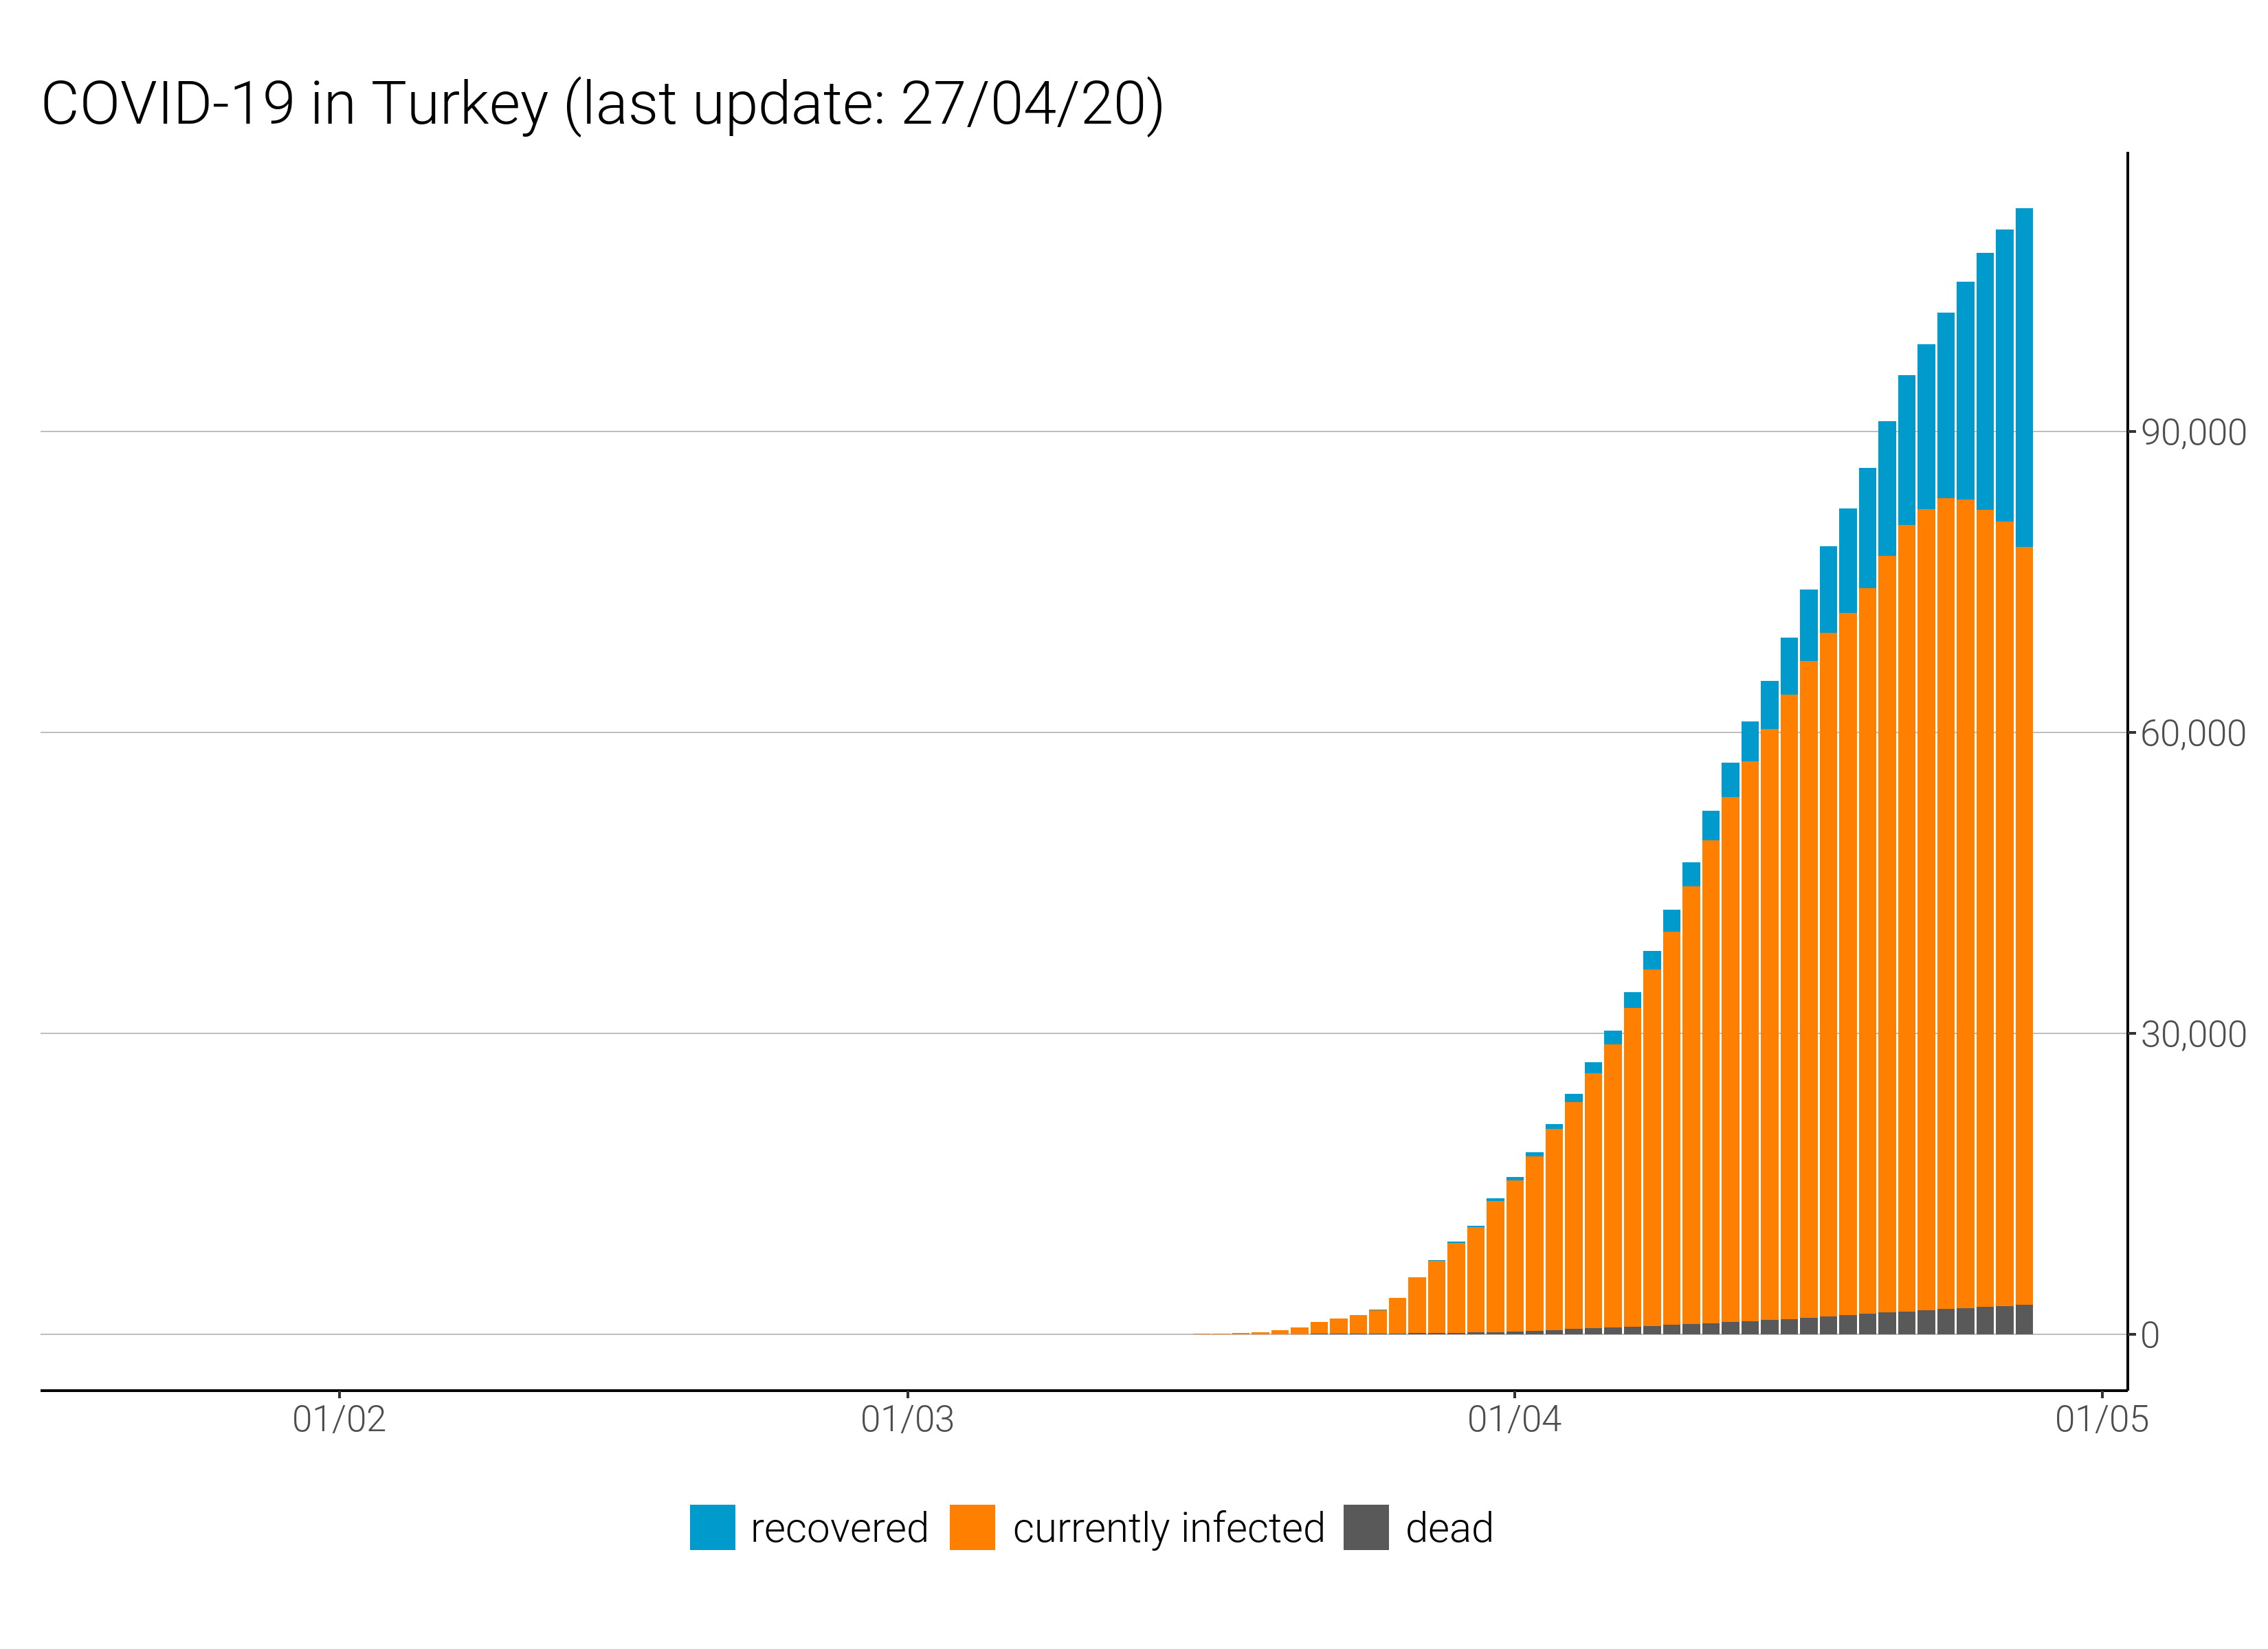 COVID-19 in Turkey (last update: 27/04/20)
90,000
60,000
30,000
0
01/02 01/03 01/04 01/05
recovered currently infected dead